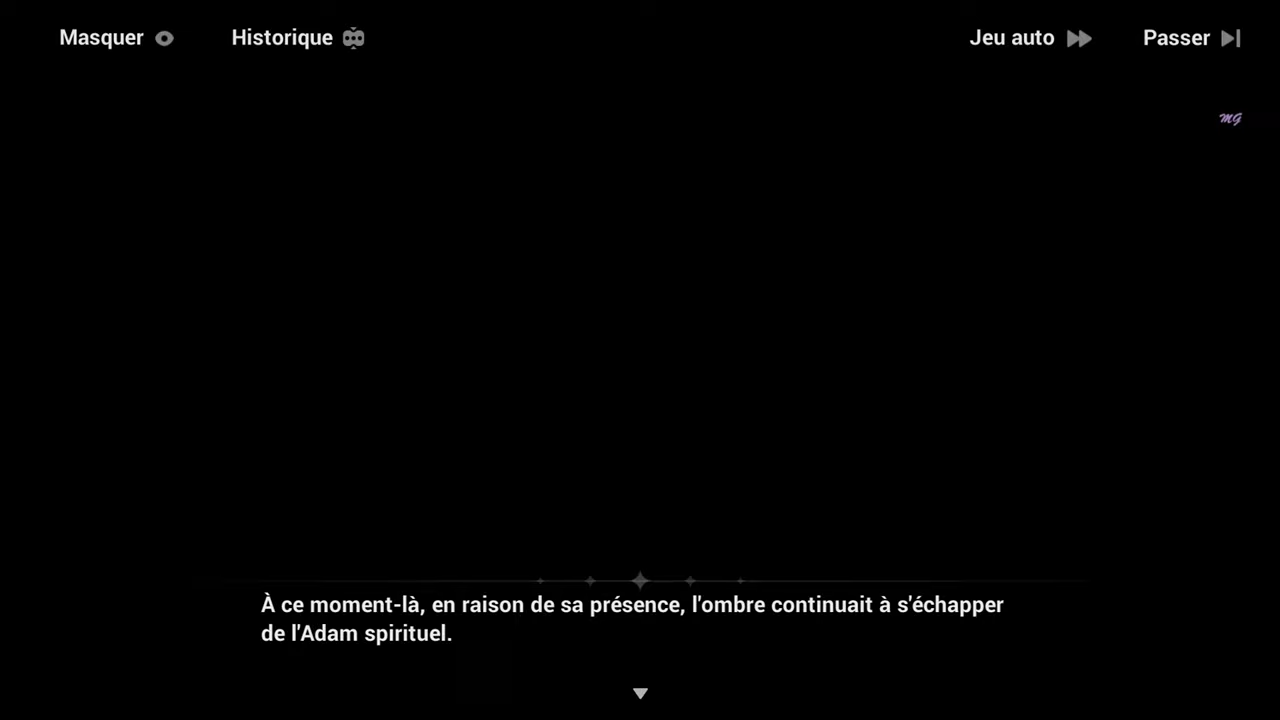 Masquer Historique Jeu auto Passer
MG
À ce moment-là, en raison de sa présence, l'ombre continuait à s'échapper
de l'Adam spirituel.